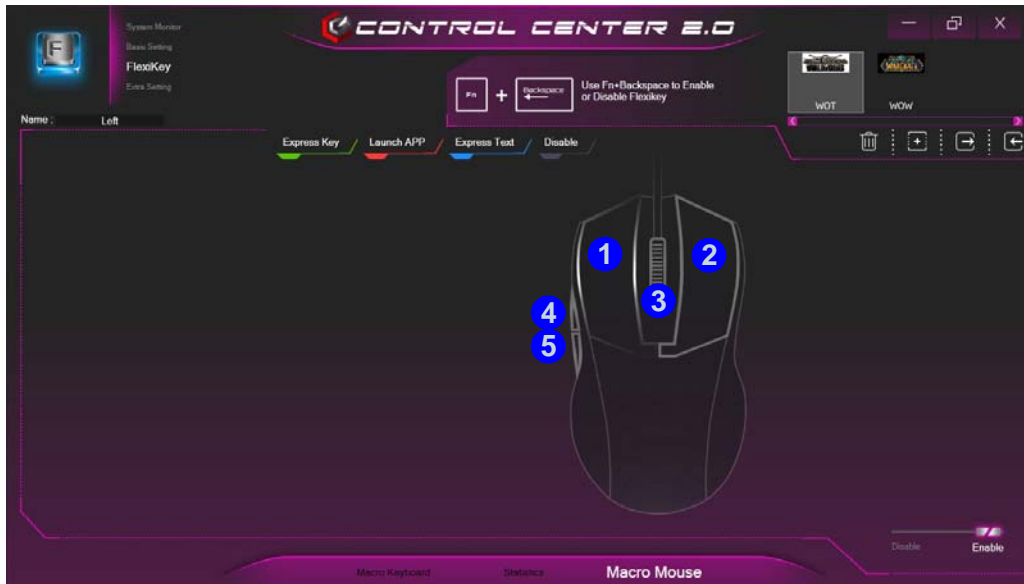 F
System Monitor
Basic Setting
FlexiKey
Extra Setting
CONTROL CENTER 2.0
Fn + Backspace
Use Fn+Backspace to Enable
or Disable Flexikey
WOT
WOW
Name : Left
Express Key
Launch APP
Express Text
Disable
1
2
3
4
5
Disable
Enable
Macro Keyboard
Statistics
Macro Mouse